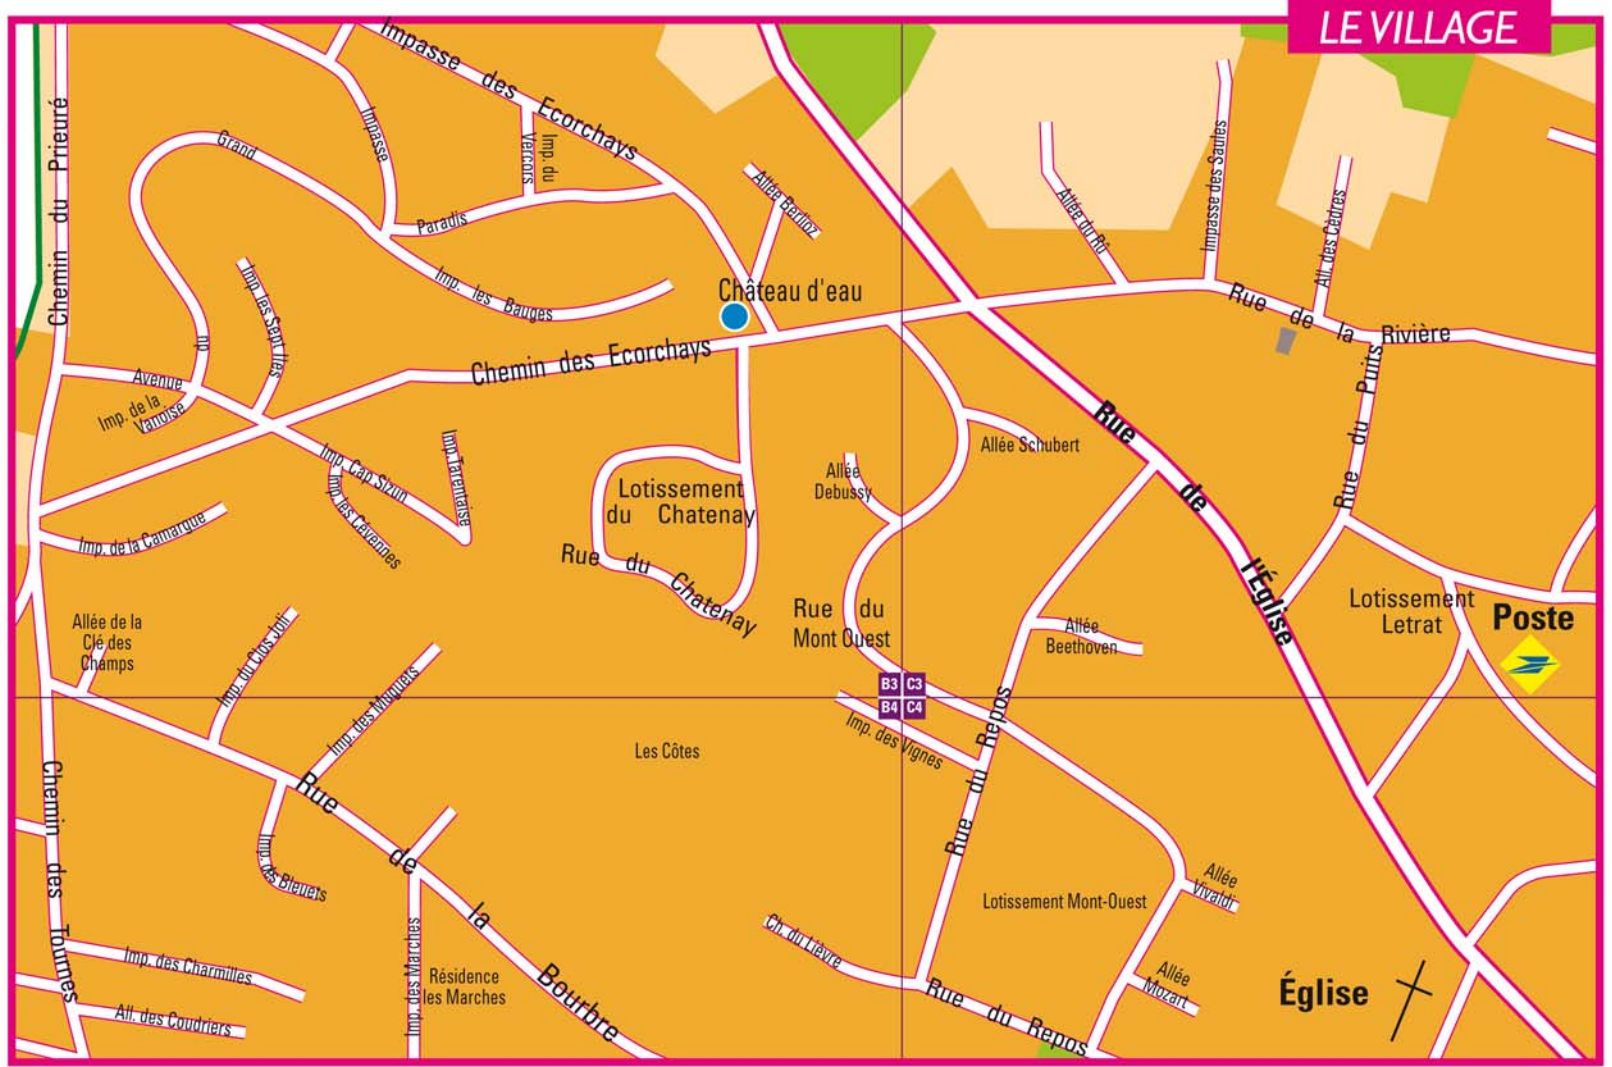 LE VILLAGE
Impasse des Ecorchays
Chemin du Prieuré
Impasse
Grand
Imp. du
Vercors
Paradis
Allée Berlioz
Allée du Rô
Impasse des Saules
All. des Cèdres
Imp. les Bauges
Imp. les Sept Iles
Château d'eau
Rue de la Rivière
du
Chemin des Ecorchays
Avenue
Imp. de la
Vanoise
Rue du Puits
Allée Schubert
Imp. Cap Sizun
Imp. Tarentaise
Imp. les Cévennes
Lotissement
du Chatenay
Allée
Debussy
Rue de l'Église
Imp. de la Camargue
Rue du Chatenay
Rue du
Mont Ouest
Lotissement
Letrat
Poste
Allée de la
Clé des
Champs
Imp. du Clos Joli
Allée
Beethoven
Imp. des Muguets
B3 C3
B4 C4
Imp. des Vignes
Rue du Repos
Les Côtes
Chemin des Tournes
Rue de la Bourbre
Imp. des Bleuets
Allée
Vivaldi
Lotissement Mont-Ouest
Ch. du Lièvre
Imp. des Charmilles
Imp. des Marches
Résidence
les Marches
Allée
Mozart
Église
All. des Coudriers
Rue du Repos